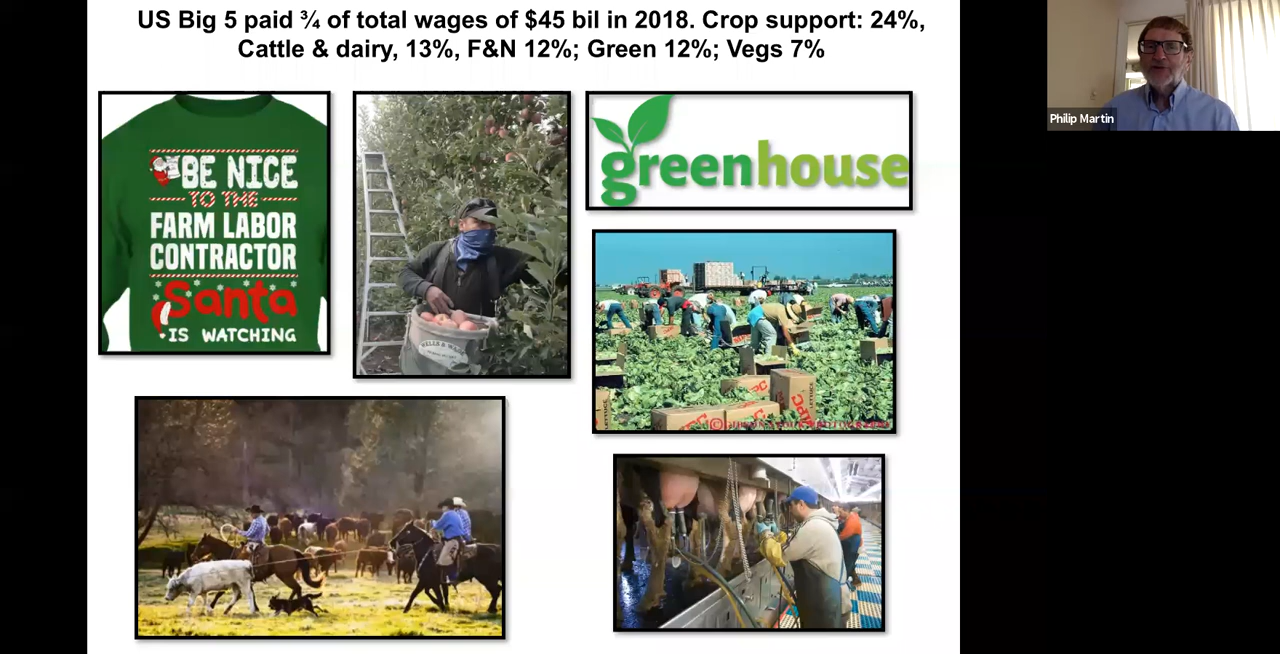 US Big 5 paid ¾ of total wages of $45 bil in 2018. Crop support: 24%,
Cattle & dairy, 13%, F&N 12%; Green 12%; Vegs 7%
Philip Martin
BE NICE
TO THE
FARM LABOR
CONTRACTOR
Santa
IS WATCHING
greenhouse